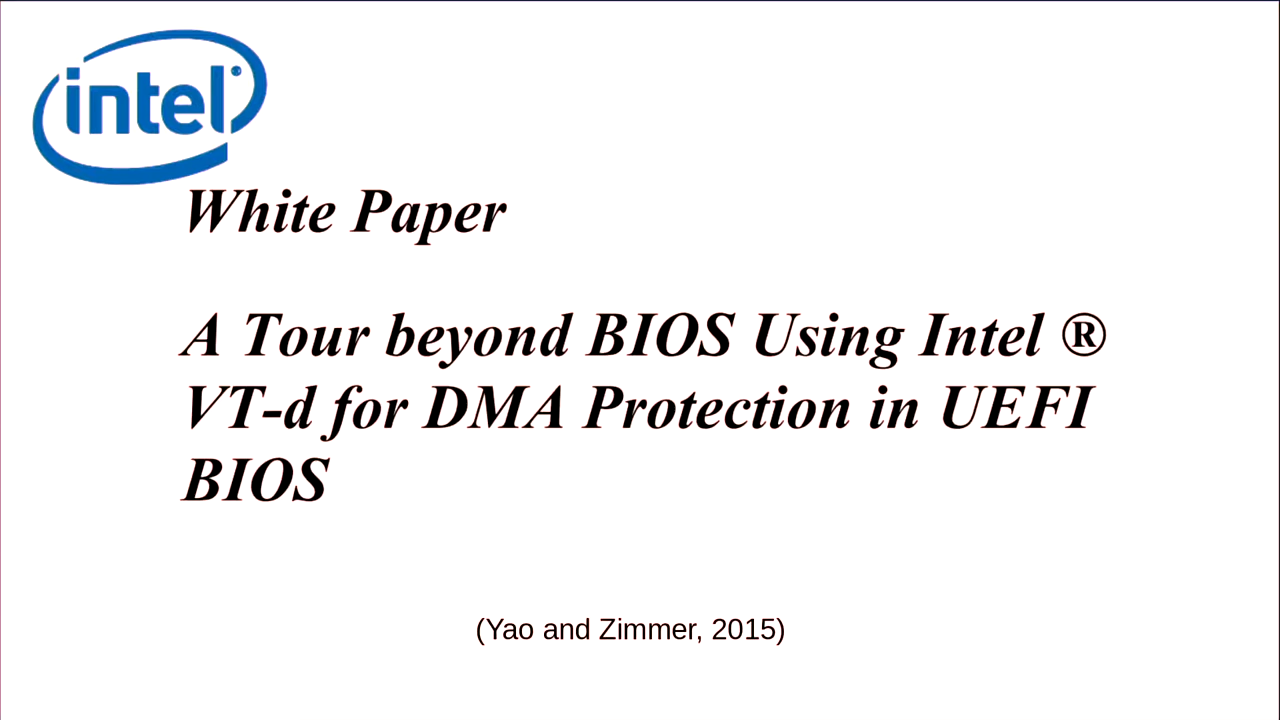 intel®
White Paper
A Tour beyond BIOS Using Intel ®
VT-d for DMA Protection in UEFI
BIOS
(Yao and Zimmer, 2015)